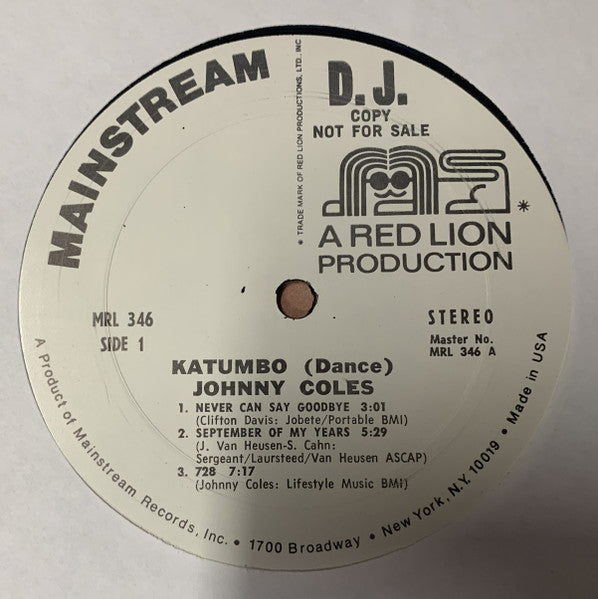 MAINSTREAM
* TRADE MARK OF RED LION PRODUCTIONS, LTD., INC
D.J.
COPY
NOT FOR SALE
*
A RED LION
PRODUCTION
MRL 346
SIDE 1
STEREO
Master No.
MRL 346 A
KATUMBO (Dance)
JOHNNY COLES
1. NEVER CAN SAY GOODBYE 3:01
(Clifton Davis: Jobete/Portable BMI)
2. SEPTEMBER OF MY YEARS 5:29
(J. Van Heusen-S. Cahn:
Sergeant/Laursteed/Van Heusen ASCAP)
3. 728 7:17
(Johnny Coles: Lifestyle Music BMI)
A Product of Mainstream Records, Inc. • 1700 Broadway • New York, N.Y. 10019 • Made in USA